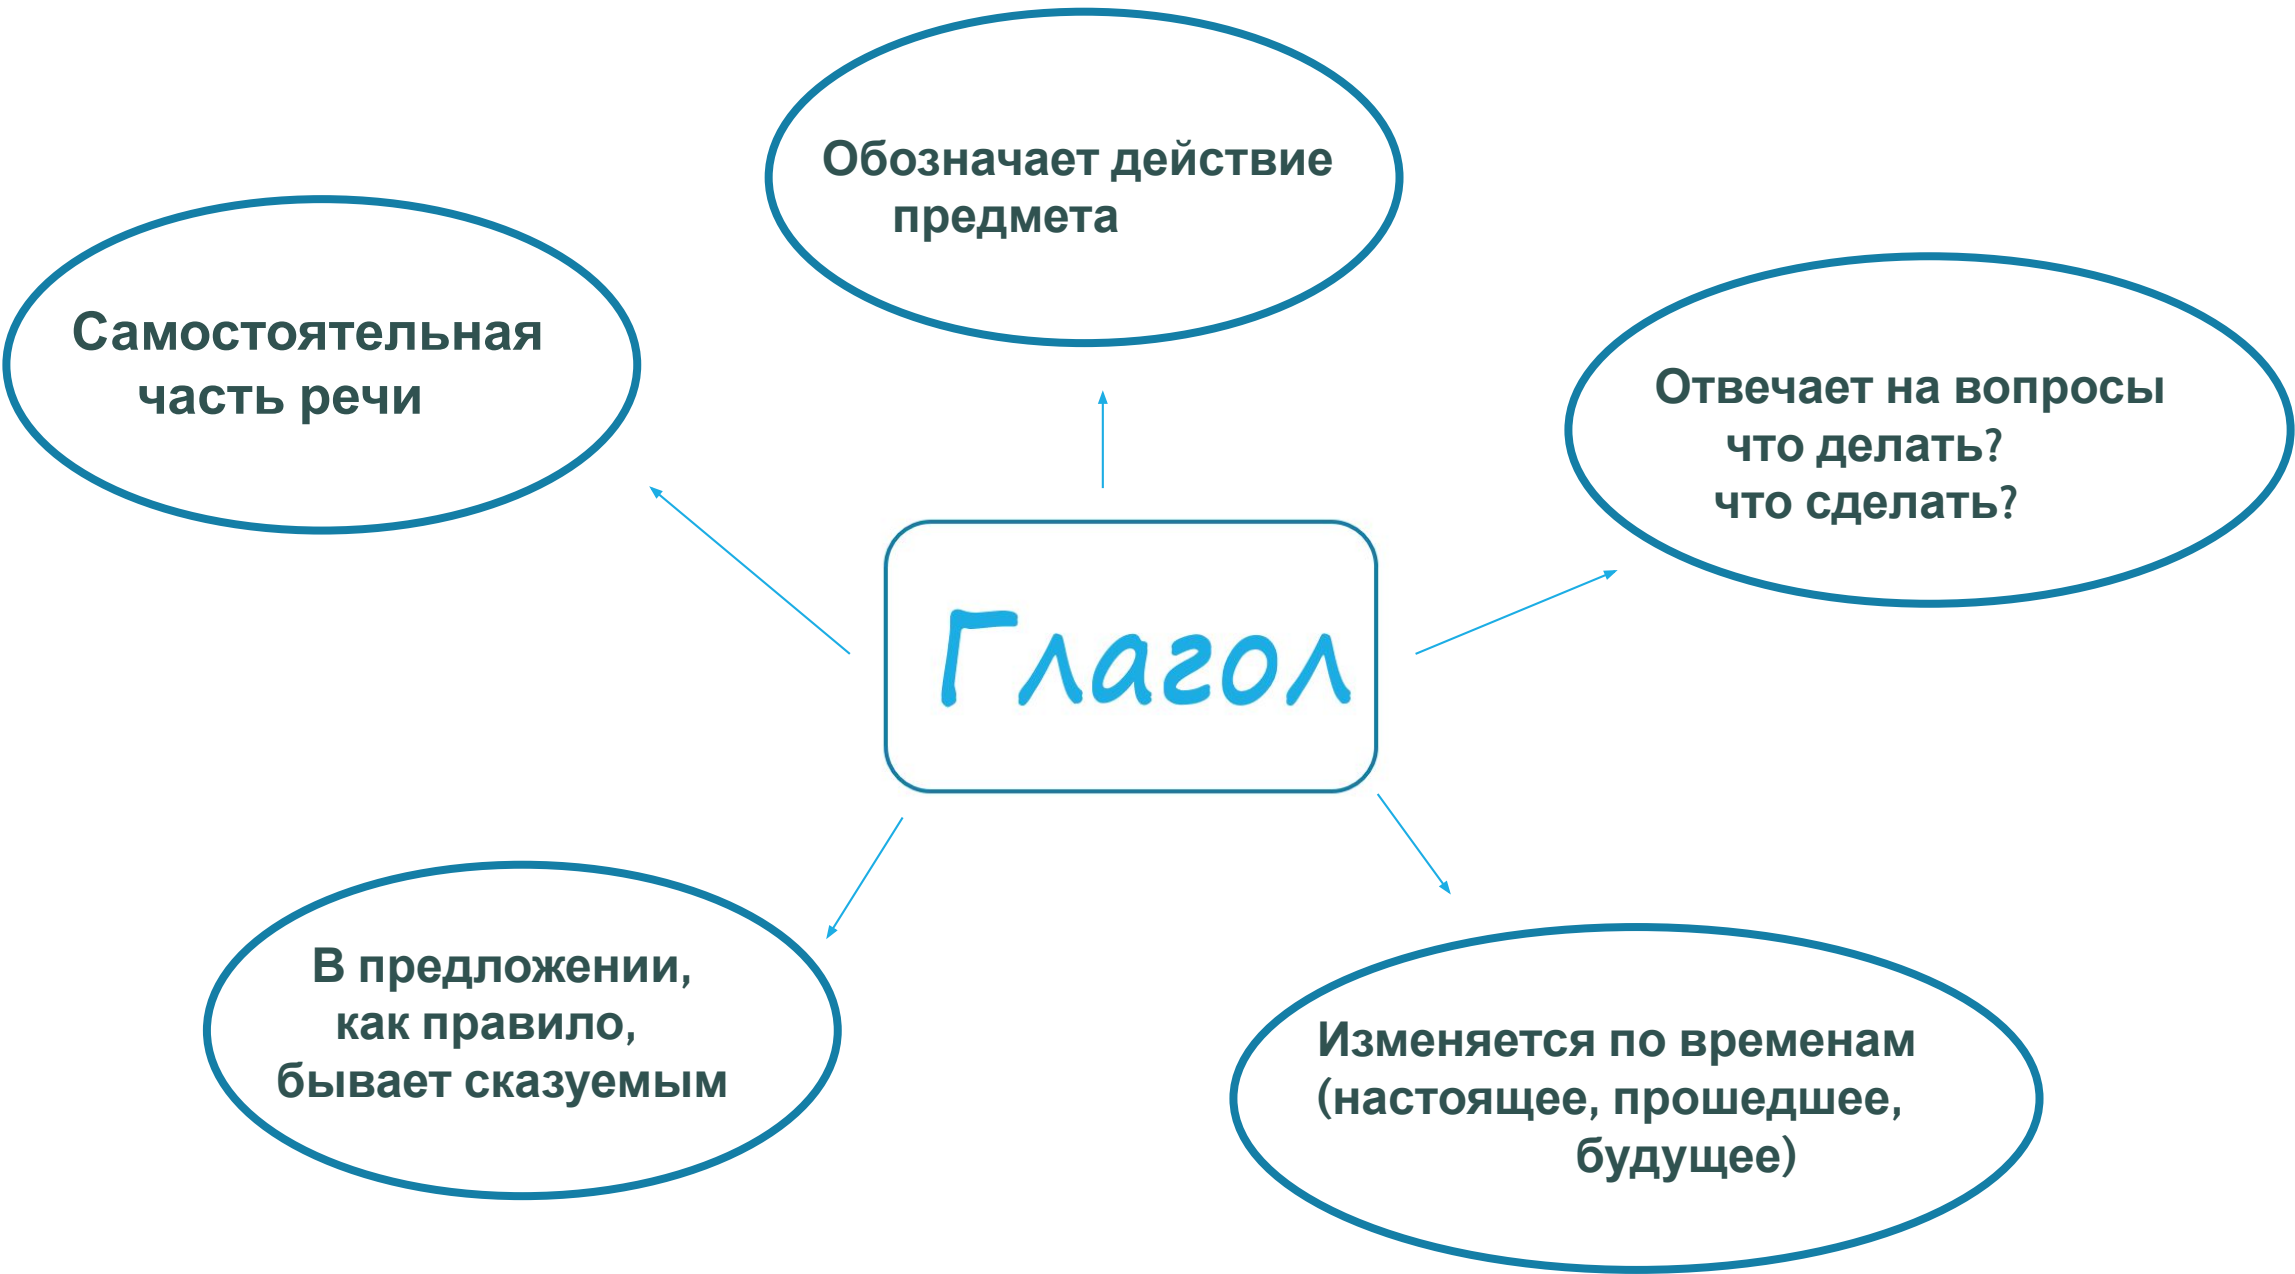 Обозначает действие
предмета
Самостоятельная
часть речи
Отвечает на вопросы
что делать?
что сделать?
Глагол
В предложении,
как правило,
бывает сказуемым
Изменяется по временам
(настоящее, прошедшее,
будущее)